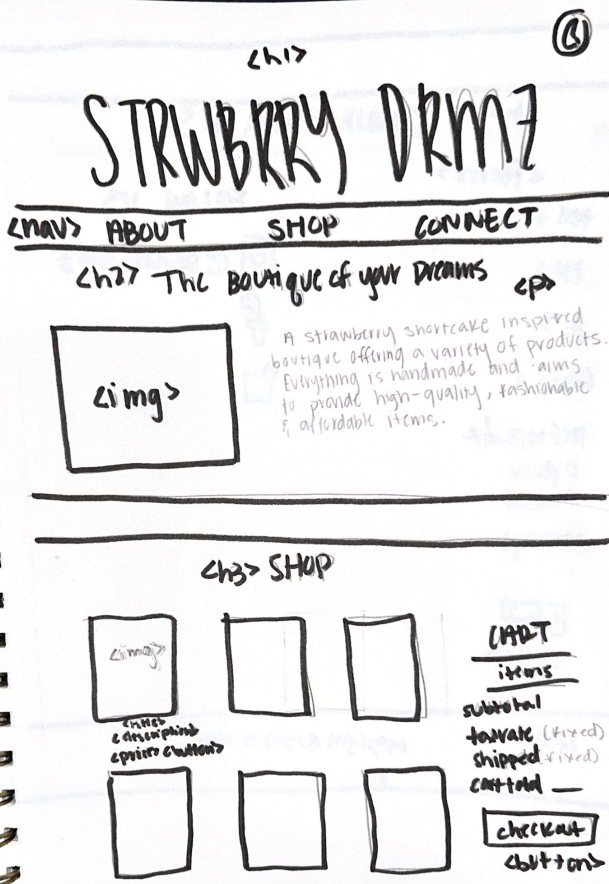 B
<h1>
STRWBRRY DRMZ
<nav> ABOUT SHOP CONNECT
<h2> The Boutique of your Dreams <p>
A strawberry shortcake inspired
boutique offering a variety of products.
Everything is handmade and aims
to provide high-quality, fashionable
& affordable items.
<img>
<h3> SHOP
<img>
<title>
<description>
<price> <button>
CART
items
subtotal
taxrate (fixed)
shipped (fixed)
carttotal
checkout
<button>